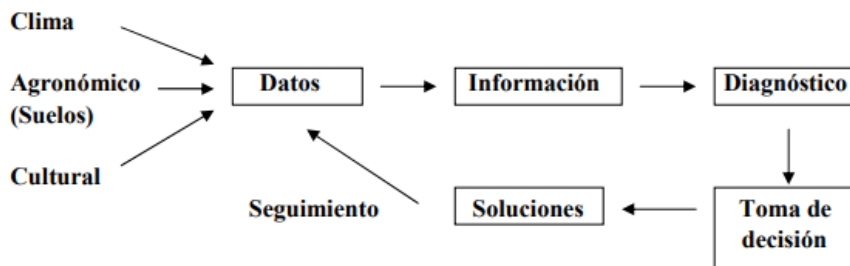 Clima
Agronómico
(Suelos)
Cultural
Datos
Información
Diagnóstico
Toma de
decisión
Soluciones
Seguimiento